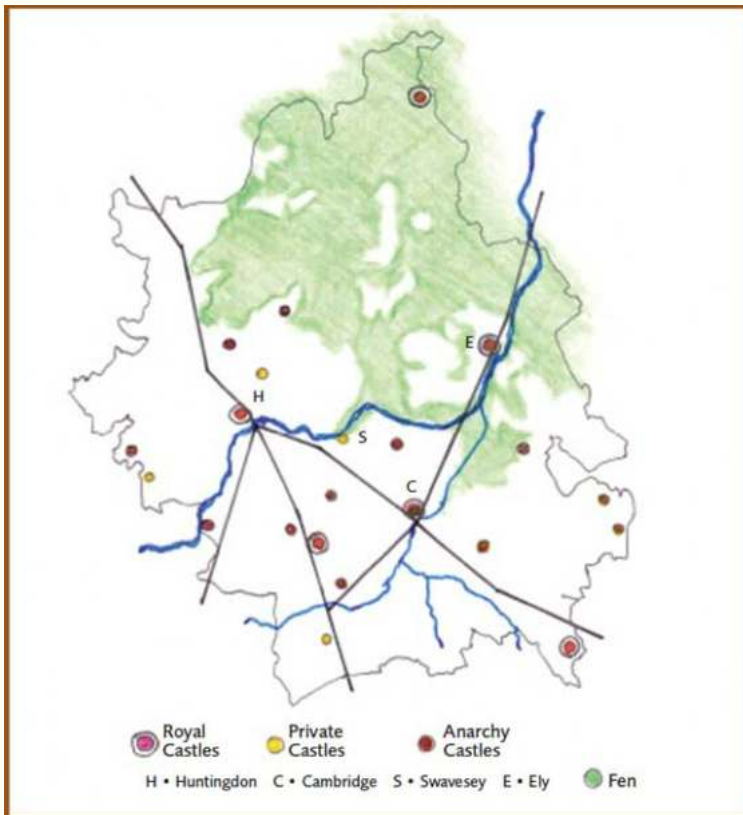 E
H
S
C
Royal Castles
Private Castles
Anarchy Castles
H • Huntingdon C • Cambridge S • Swavesey E • Ely Fen